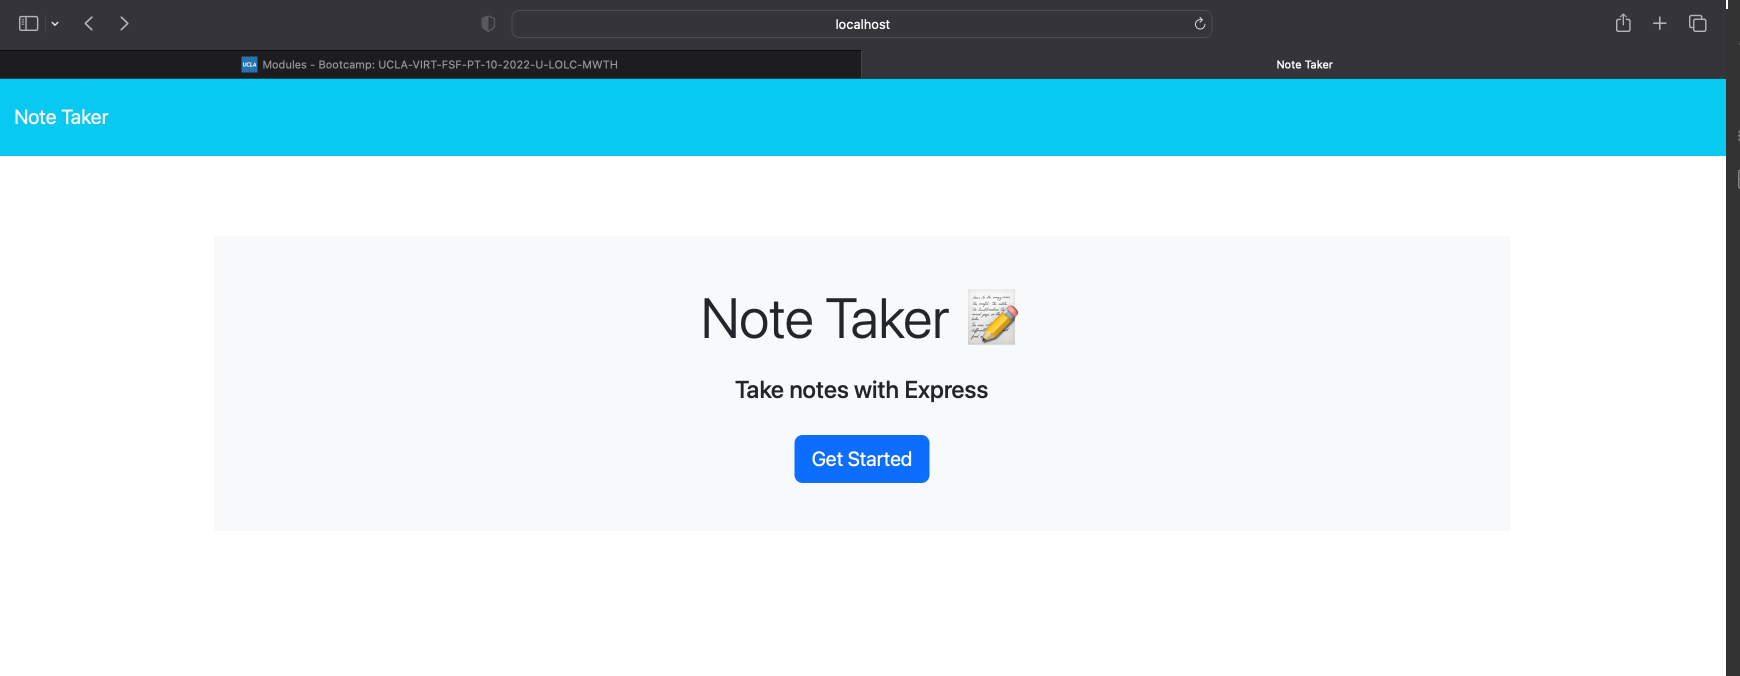 localhost
UCLA Modules - Bootcamp: UCLA-VIRT-FSF-PT-10-2022-U-LOLC-MWTH
Note Taker
Note Taker
Note Taker
Take notes with Express
Get Started